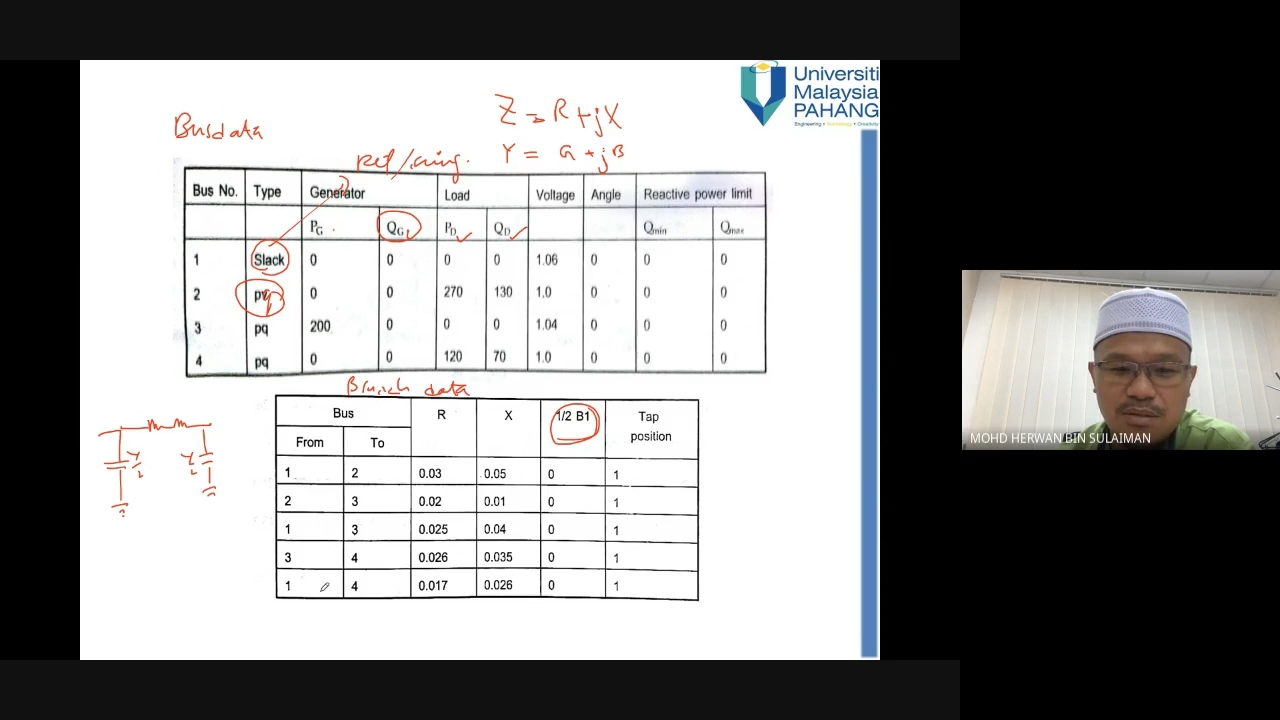 Universiti
Malaysia
PAHANG
Engineering • Technology • Creativity
Busdata
Z = R + jX
Y = G + jB
Ref/
Bus No. Type Generator Load Voltage Angle Reactive power limit
PG QG PD QD Qmin Qmax
1 Slack 0 0 0 0 1.06 0 0 0
2 pq 0 0 270 130 1.0 0 0 0
3 pq 200 0 0 0 1.04 0 0 0
4 pq 0 0 120 70 1.0 0 0 0
Branch data
Bus R X 1/2 B1 Tap position
From To
1 2 0.03 0.05 0 1
2 3 0.02 0.01 0 1
1 3 0.025 0.04 0 1
3 4 0.026 0.035 0 1
1 4 0.017 0.026 0 1
Y/2 Y/2
MOHD HERWAN BIN SULAIMAN